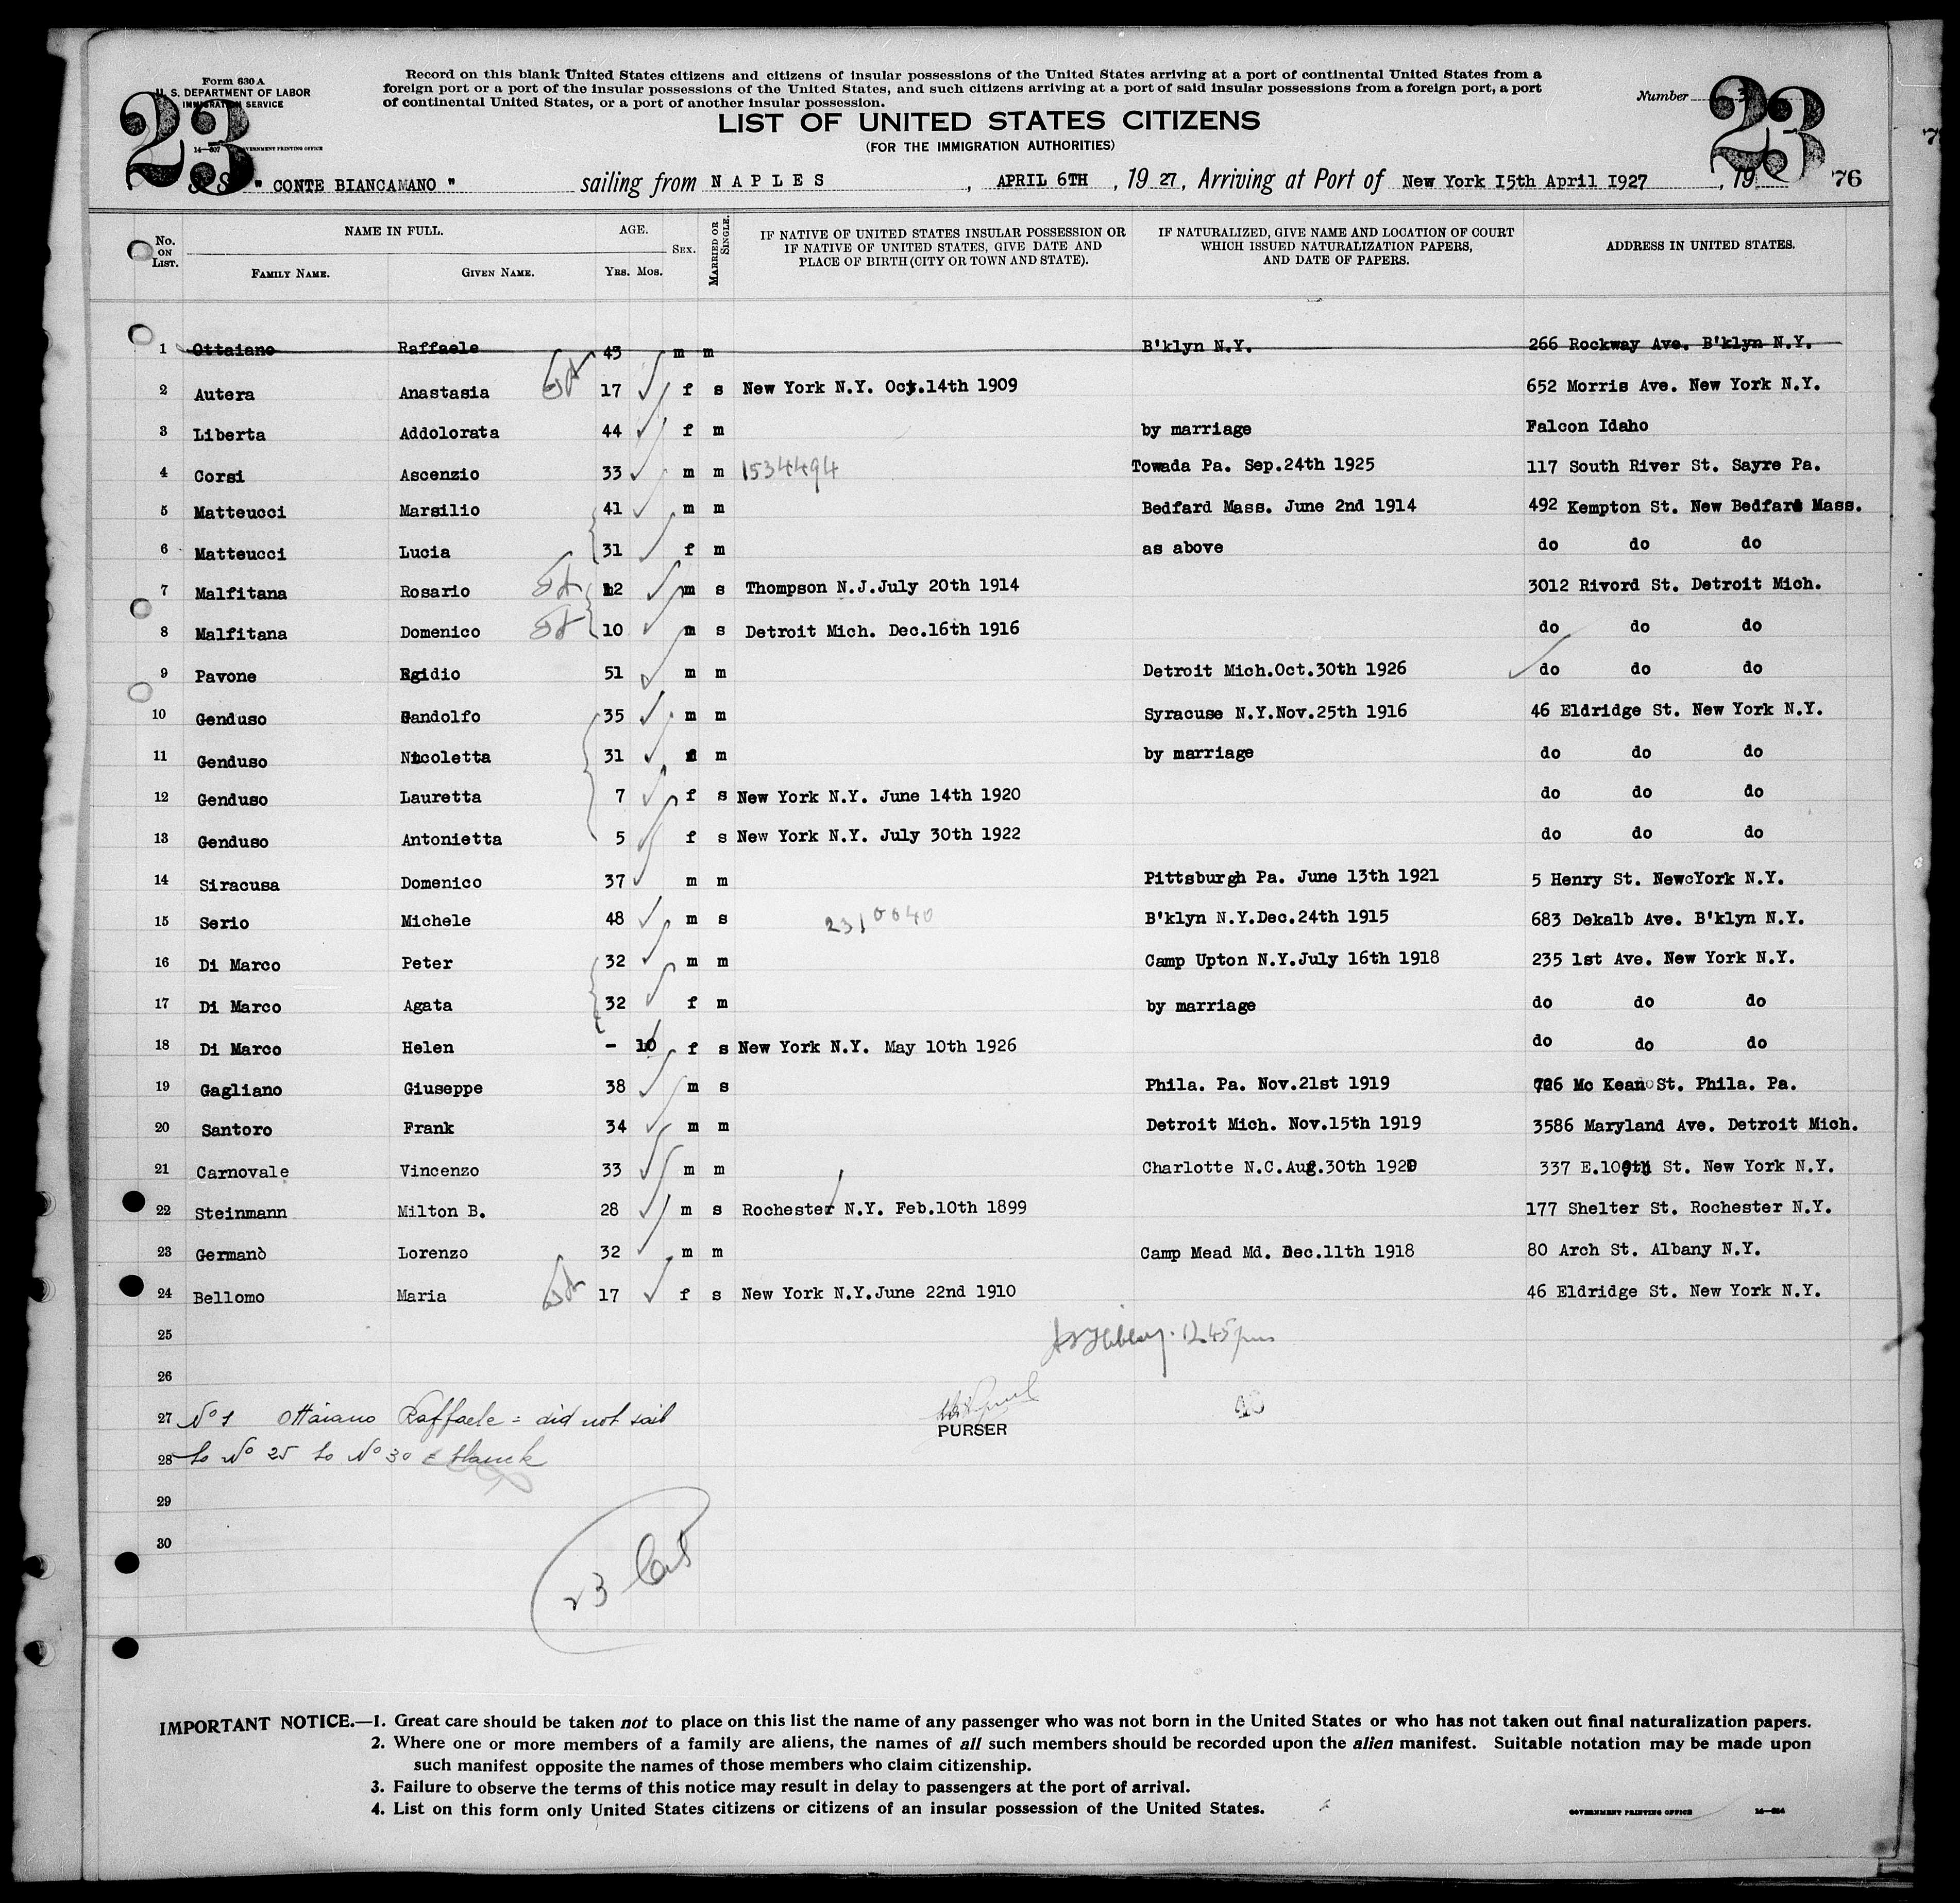 Form 630 A
U. S. DEPARTMENT OF LABOR
IMMIGRATION SERVICE
23
Record on this blank United States citizens and citizens of insular possessions of the United States arriving at a port of continental United States from a
foreign port or a port of the insular possessions of the United States, and such citizens arriving at a port of said insular possessions from a foreign port, a port
of continental United States, or a port of another insular possession.
Number 3
23
LIST OF UNITED STATES CITIZENS
(FOR THE IMMIGRATION AUTHORITIES)
S S " CONTE BIANCAMANO " sailing from NAPLES, APRIL 6TH, 19 27, Arriving at Port of New York 15th April 1927, 19 76
No. ON LIST. NAME IN FULL. FAMILY NAME. GIVEN NAME. AGE. YRS. MOS. SEX. MARRIED OR SINGLE. IF NATIVE OF UNITED STATES INSULAR POSSESSION OR IF NATIVE OF UNITED STATES, GIVE DATE AND PLACE OF BIRTH (CITY OR TOWN AND STATE). IF NATURALIZED, GIVE NAME AND LOCATION OF COURT WHICH ISSUED NATURALIZATION PAPERS, AND DATE OF PAPERS. ADDRESS IN UNITED STATES.
1 Ottaiano Raffaele 43 m m B'klyn N.Y. 266 Rockway Ave. B'klyn N.Y.
2 Autera Anastasia 17 f s New York N.Y. Oct.14th 1909 652 Morris Ave. New York N.Y.
3 Liberta Addolorata 44 f m by marriage Falcon Idaho
4 Corsi Ascenzio 33 m m 1534494 Towada Pa. Sep.24th 1925 117 South River St. Sayre Pa.
5 Matteucci Marsilio 41 m m Bedfard Mass. June 2nd 1914 492 Kempton St. New Bedfard Mass.
6 Matteucci Lucia 31 f m as above do do do
7 Malfitana Rosario 12 m s Thompson N.J.July 20th 1914 3012 Rivord St. Detroit Mich.
8 Malfitana Domenico 10 m s Detroit Mich. Dec.16th 1916 do do do
9 Pavone Egidio 51 m m Detroit Mich.Oct.30th 1926 do do do
10 Genduso Gandolfo 35 m m Syracuse N.Y.Nov.25th 1916 46 Eldridge St. New York N.Y.
11 Genduso Nicoletta 31 f m by marriage do do do
12 Genduso Lauretta 7 f s New York N.Y. June 14th 1920 do do do
13 Genduso Antonietta 5 f s New York N.Y. July 30th 1922 do do do
14 Siracusa Domenico 37 m m Pittsburgh Pa. June 13th 1921 5 Henry St. New York N.Y.
15 Serio Michele 48 m s 2310040 B'klyn N.Y.Dec.24th 1915 683 Dekalb Ave. B'klyn N.Y.
16 Di Marco Peter 32 m m Camp Upton N.Y.July 16th 1918 235 1st Ave. New York N.Y.
17 Di Marco Agata 32 f m by marriage do do do
18 Di Marco Helen - 10 f s New York N.Y. May 10th 1926 do do do
19 Gagliano Giuseppe 38 m s Phila. Pa. Nov.21st 1919 726 Mc Kean St. Phila. Pa.
20 Santoro Frank 34 m m Detroit Mich. Nov.15th 1919 3586 Maryland Ave. Detroit Mich.
21 Carnovale Vincenzo 33 m m Charlotte N.C.Aug.30th 1920 337 E.109th St. New York N.Y.
22 Steinmann Milton B. 28 m s Rochester N.Y. Feb.10th 1899 177 Shelter St. Rochester N.Y.
23 Germanò Lorenzo 32 m m Camp Mead Md. Dec.11th 1918 80 Arch St. Albany N.Y.
24 Bellomo Maria 17 f s New York N.Y.June 22nd 1910 46 Eldridge St. New York N.Y.
25
12.45 pm
26
27 No 1 Ottaiano Raffaele = did not sail
PURSER
28 to No 25 to No 30 blanck
29
30
23
IMPORTANT NOTICE.—1. Great care should be taken not to place on this list the name of any passenger who was not born in the United States or who has not taken out final naturalization papers.
2. Where one or more members of a family are aliens, the names of all such members should be recorded upon the alien manifest. Suitable notation may be made upon
such manifest opposite the names of those members who claim citizenship.
3. Failure to observe the terms of this notice may result in delay to passengers at the port of arrival.
4. List on this form only United States citizens or citizens of an insular possession of the United States.
GOVERNMENT PRINTING OFFICE